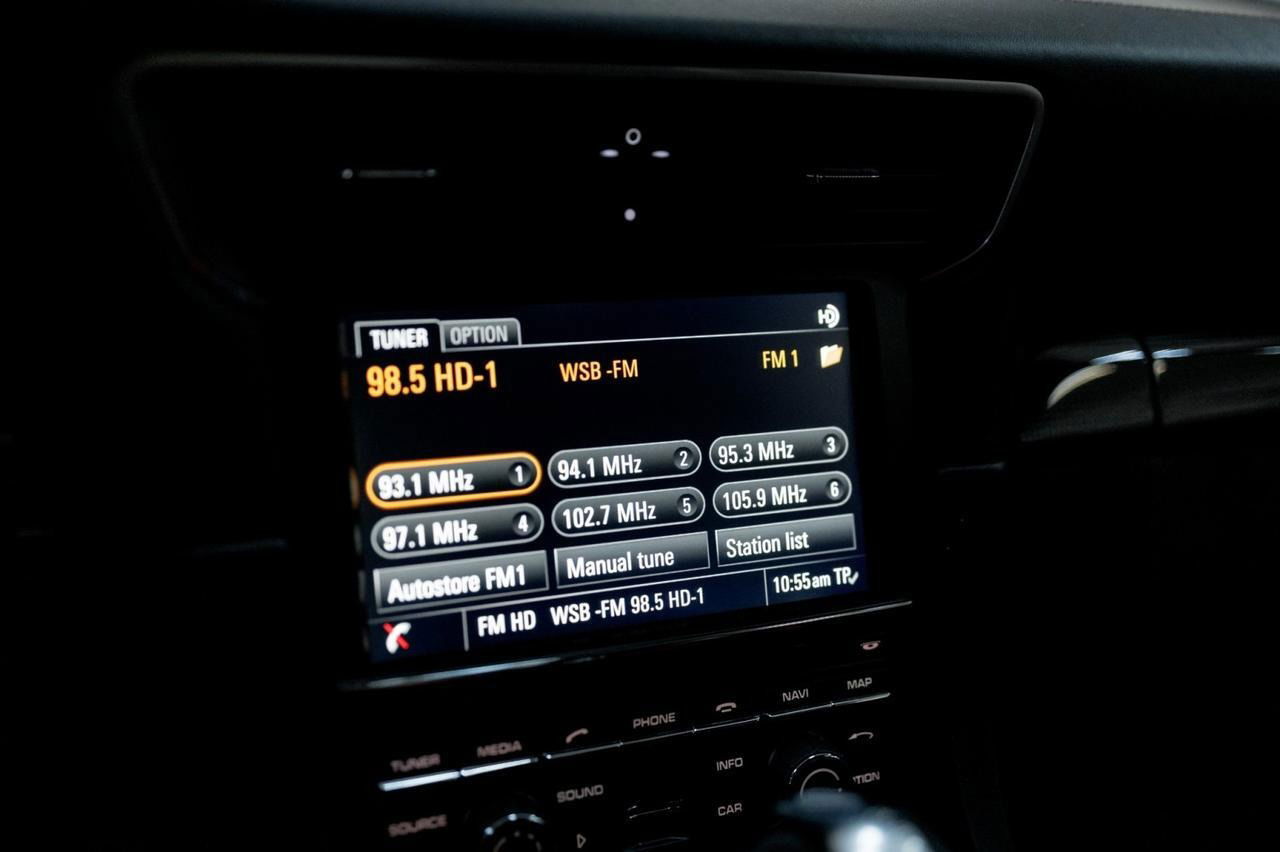 TUNER OPTION HD
98.5 HD-1 WSB -FM FM 1
93.1 MHz 1 94.1 MHz 2 95.3 MHz 3
97.1 MHz 4 102.7 MHz 5 105.9 MHz 6
Autostore FM1 Manual tune Station list
FM HD WSB -FM 98.5 HD-1 10:55am TP
TUNER MEDIA PHONE NAVI MAP
SOURCE SOUND INFO
CAR